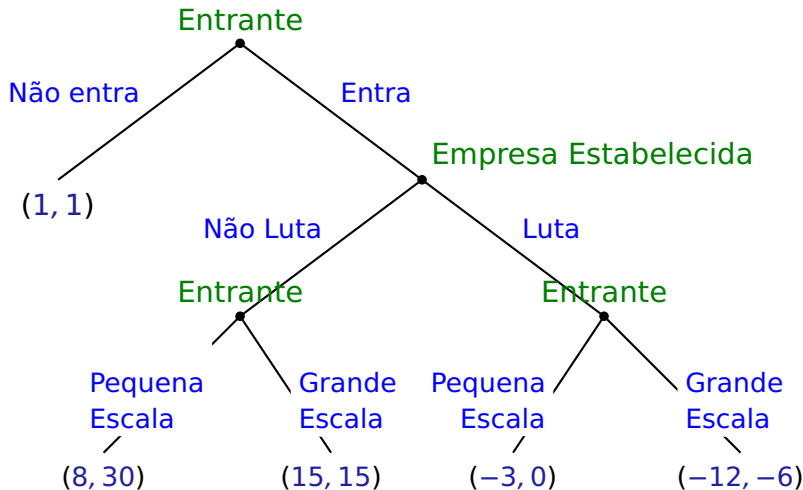 Entrante
Não entra
Entra
Empresa Estabelecida
(1, 1)
Não Luta
Luta
Entrante
Entrante
Pequena
Escala
Grande
Escala
Pequena
Escala
Grande
Escala
(8, 30)
(15, 15)
(−3, 0)
(−12, −6)